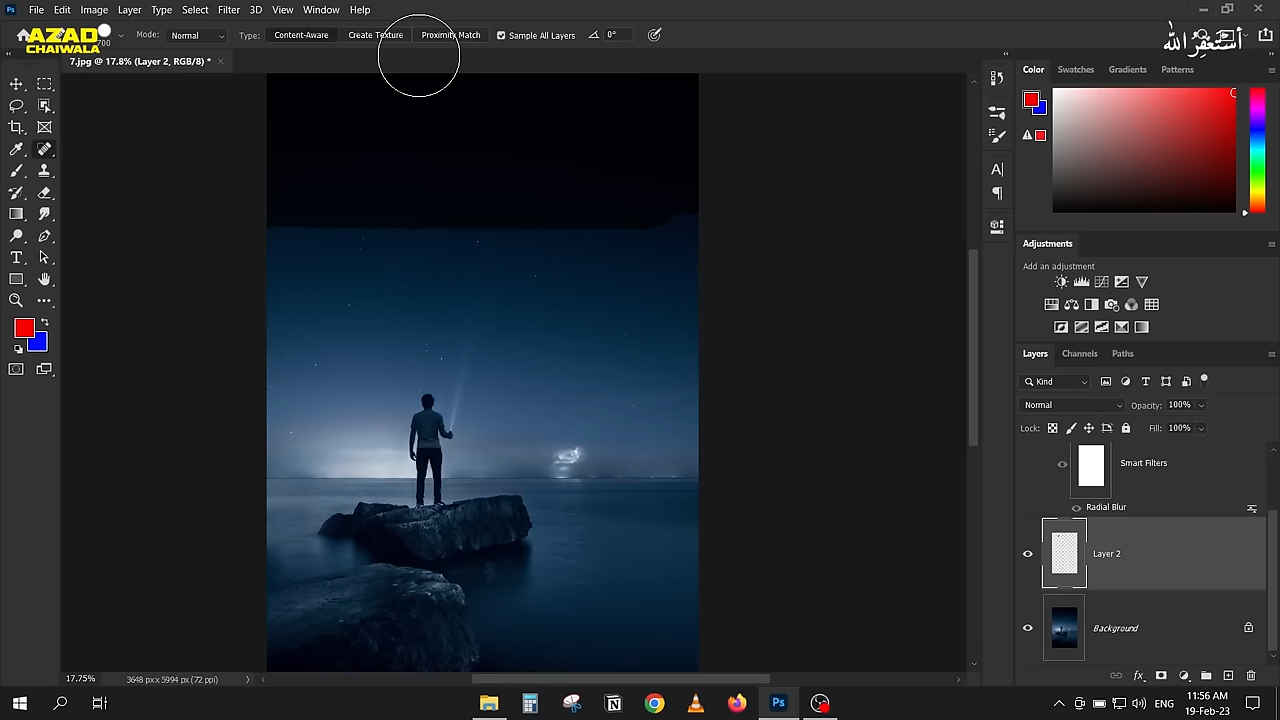 File Edit Image Layer Type Select Filter 3D View Window Help
AZAD
CHAIWALA
700
Mode: Normal
Type: Content-Aware Create Texture Proximity Match Sample All Layers 0°
أستغفر الله
7.jpg @ 17.8% (Layer 2, RGB/8) * ×
Color Swatches Gradients Patterns
Adjustments
Add an adjustment
Layers Channels Paths
Kind
Normal Opacity: 100%
Lock: Fill: 100%
Smart Filters
Radial Blur
Layer 2
Background
17.75% 3648 px x 5994 px (72 ppi)
ENG
11:56 AM
19-Feb-23